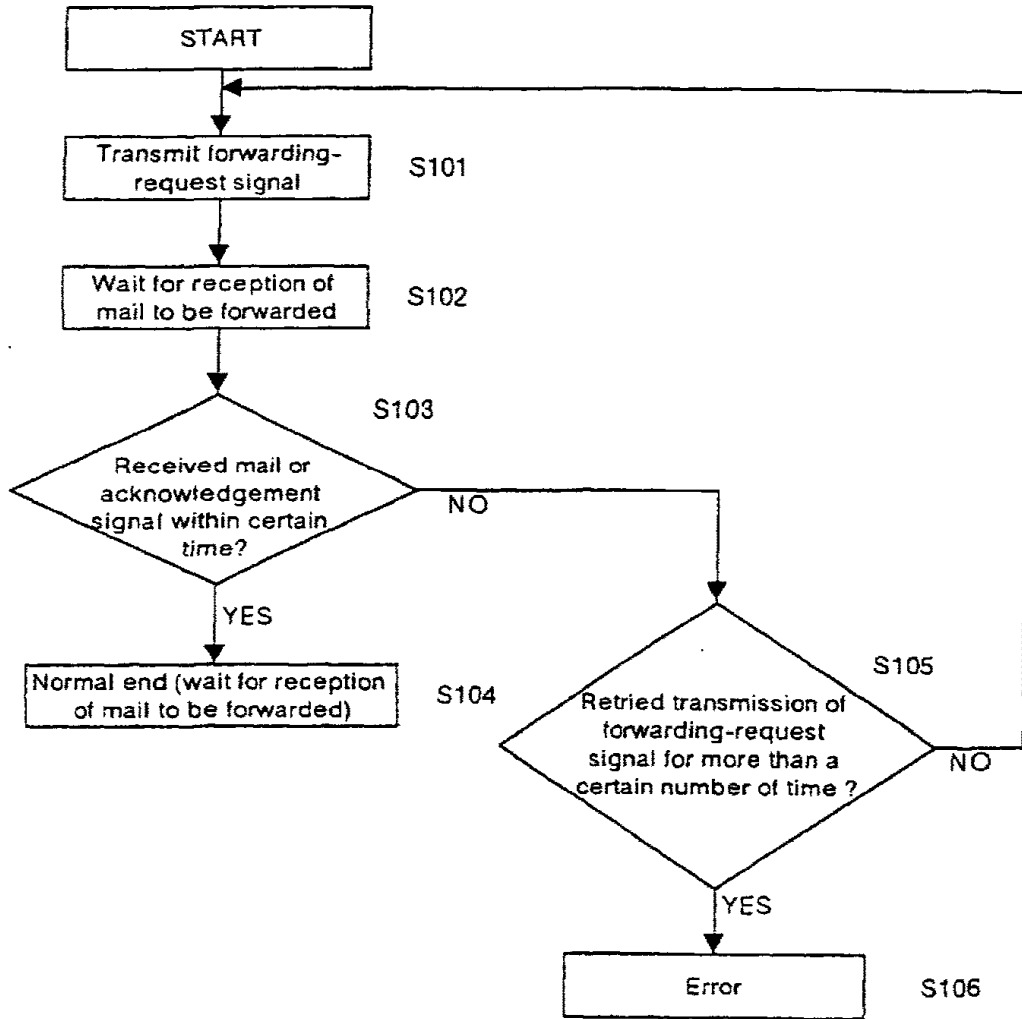 START
Transmit forwarding-
request signal
S101
Wait for reception of
mail to be forwarded
S102
S103
Received mail or
acknowledgement
signal within certain
time?
NO
YES
Normal end (wait for reception
of mail to be forwarded)
S104
S105
Retried transmission of
forwarding-request
signal for more than a
certain number of time ?
NO
YES
Error
S106